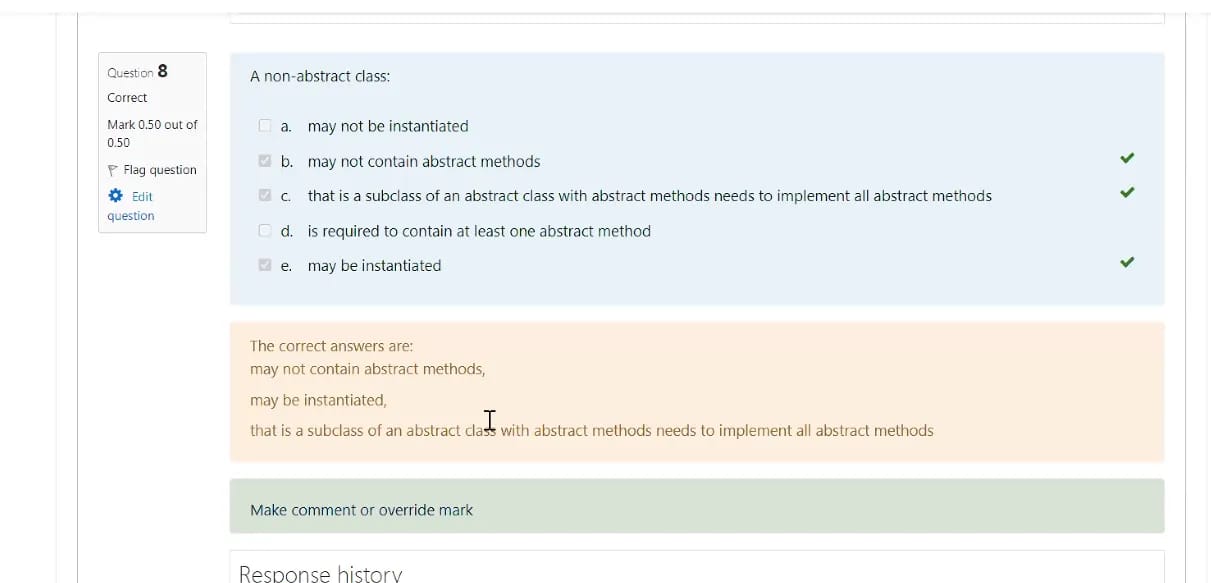 Question 8
Correct
Mark 0.50 out of
0.50
Flag question
Edit
question
A non-abstract class:
a. may not be instantiated
b. may not contain abstract methods
c. that is a subclass of an abstract class with abstract methods needs to implement all abstract methods
d. is required to contain at least one abstract method
e. may be instantiated
The correct answers are:
may not contain abstract methods,
may be instantiated,
that is a subclass of an abstract class with abstract methods needs to implement all abstract methods
Make comment or override mark
Response history